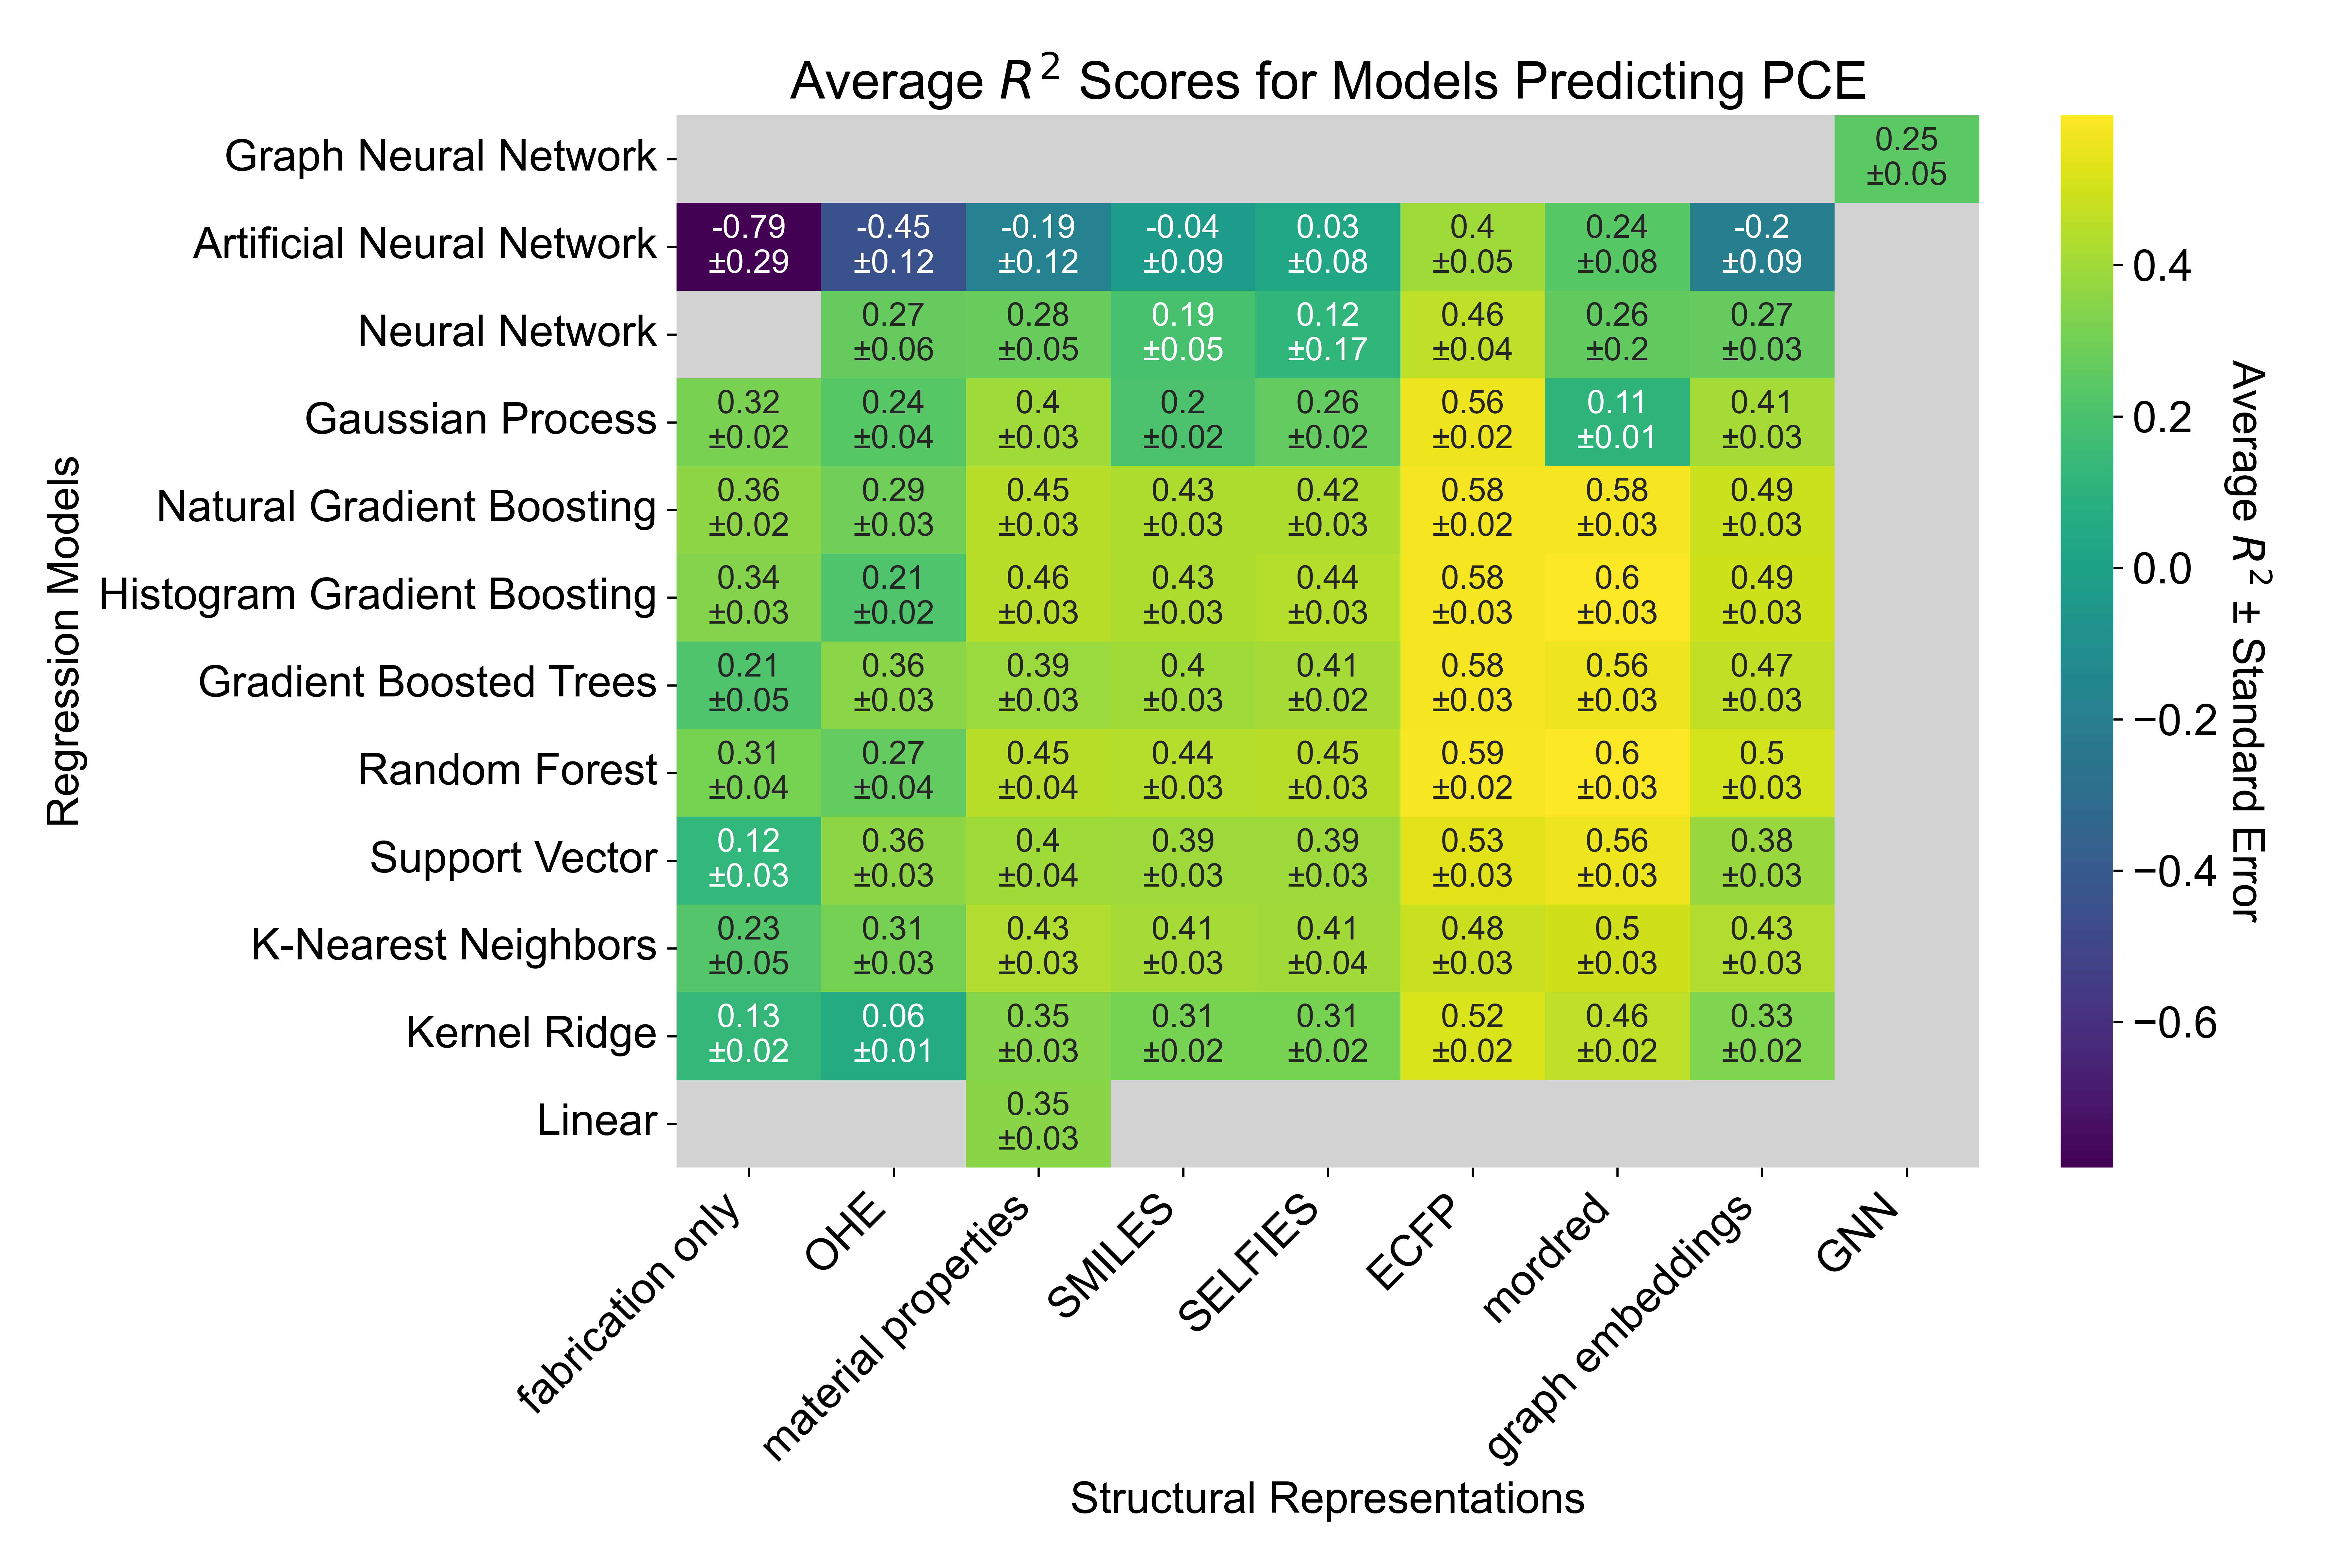 Average R² Scores for Models Predicting PCE
Graph Neural Network
0.25
±0.05
Artificial Neural Network
-0.79 -0.45 -0.19 -0.04 0.03 0.4 0.24 -0.2
±0.29 ±0.12 ±0.12 ±0.09 ±0.08 ±0.05 ±0.08 ±0.09
Neural Network
0.27 0.28 0.19 0.12 0.46 0.26 0.27
±0.06 ±0.05 ±0.05 ±0.17 ±0.04 ±0.2 ±0.03
Gaussian Process
0.32 0.24 0.4 0.2 0.26 0.56 0.11 0.41
±0.02 ±0.04 ±0.03 ±0.02 ±0.02 ±0.02 ±0.01 ±0.03
Natural Gradient Boosting
0.36 0.29 0.45 0.43 0.42 0.58 0.58 0.49
±0.02 ±0.03 ±0.03 ±0.03 ±0.03 ±0.02 ±0.03 ±0.03
Histogram Gradient Boosting
0.34 0.21 0.46 0.43 0.44 0.58 0.6 0.49
±0.03 ±0.02 ±0.03 ±0.03 ±0.03 ±0.03 ±0.03 ±0.03
Gradient Boosted Trees
0.21 0.36 0.39 0.4 0.41 0.58 0.56 0.47
±0.05 ±0.03 ±0.03 ±0.03 ±0.02 ±0.03 ±0.03 ±0.03
Random Forest
0.31 0.27 0.45 0.44 0.45 0.59 0.6 0.5
±0.04 ±0.04 ±0.04 ±0.03 ±0.03 ±0.02 ±0.03 ±0.03
Support Vector
0.12 0.36 0.4 0.39 0.39 0.53 0.56 0.38
±0.03 ±0.03 ±0.04 ±0.03 ±0.03 ±0.03 ±0.03 ±0.03
K-Nearest Neighbors
0.23 0.31 0.43 0.41 0.41 0.48 0.5 0.43
±0.05 ±0.03 ±0.03 ±0.03 ±0.04 ±0.03 ±0.03 ±0.03
Kernel Ridge
0.13 0.06 0.35 0.31 0.31 0.52 0.46 0.33
±0.02 ±0.01 ±0.03 ±0.02 ±0.02 ±0.02 ±0.02 ±0.02
Linear
0.35
±0.03
Regression Models
fabrication only
OHE
material properties
SMILES
SELFIES
ECFP
mordred
graph embeddings
GNN
Structural Representations
0.4
0.2
0.0
−0.2
−0.4
−0.6
Average R² ± Standard Error